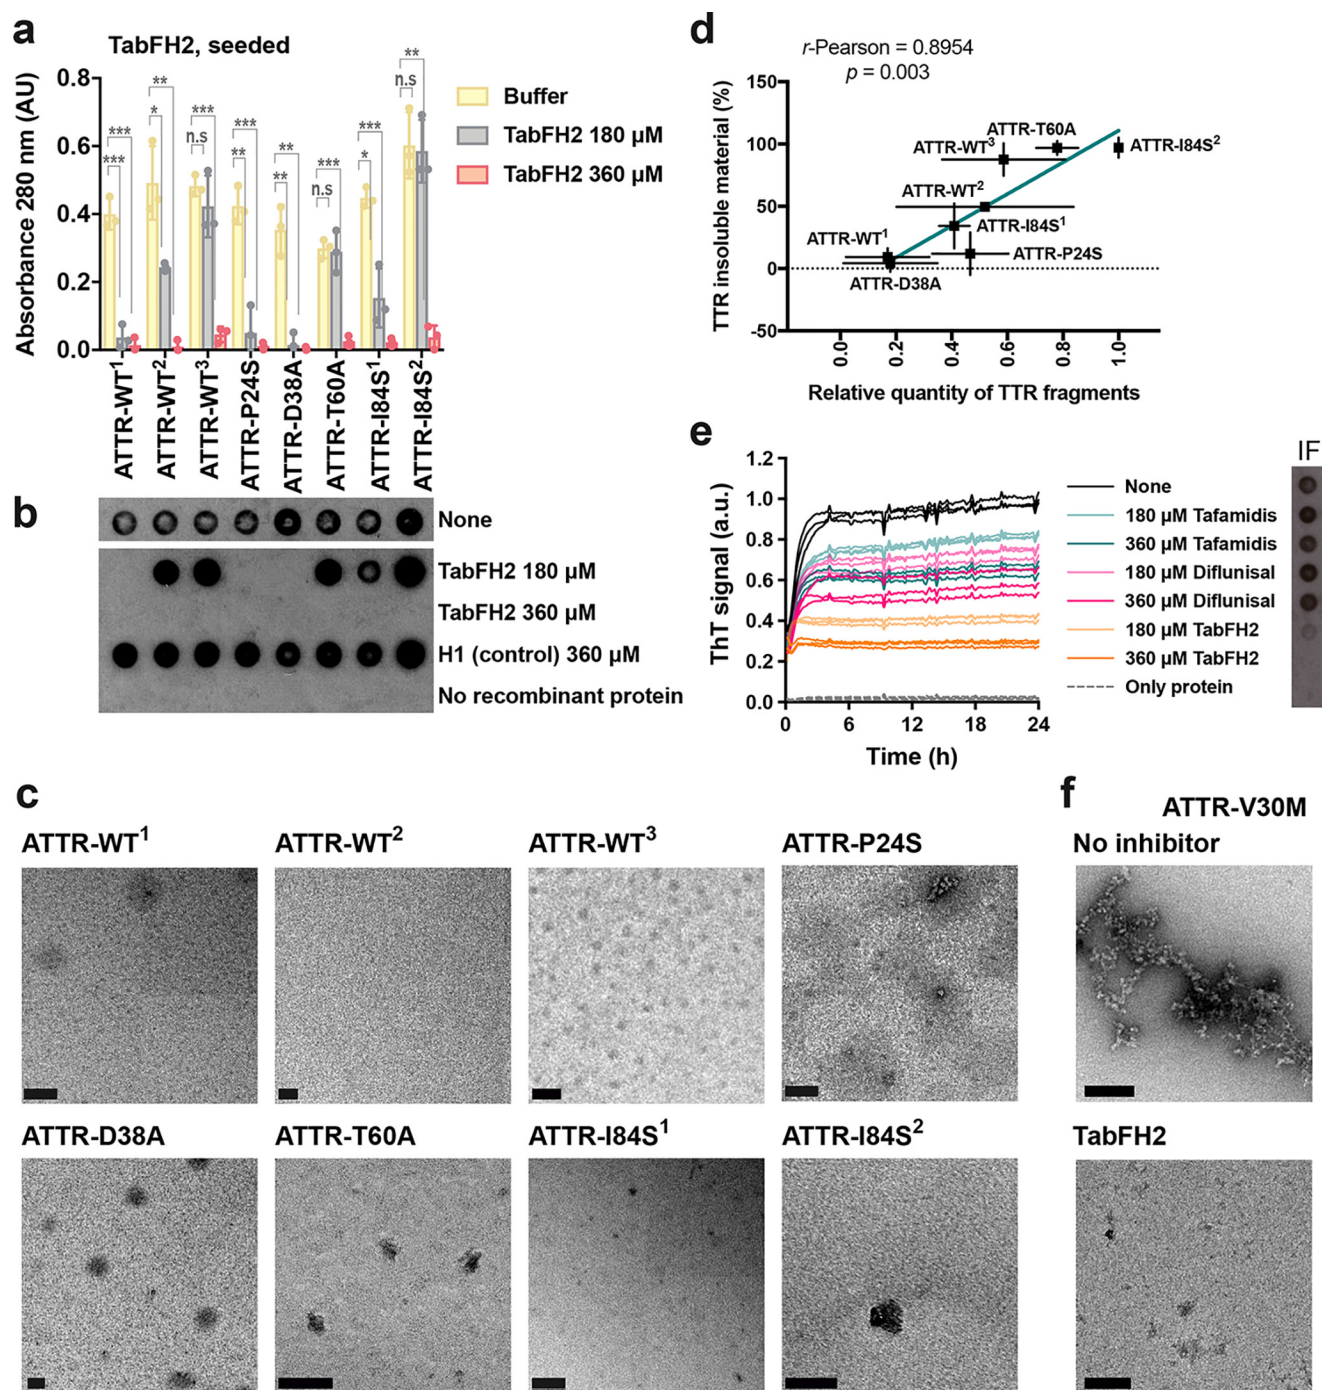 a
TabFH2, seeded
Absorbance 280 nm (AU)
0.8
0.6
0.4
0.2
0.0
*** ***
* **
n.s ***
** ***
** **
n.s ***
* ***
n.s **
Buffer
TabFH2 180 µM
TabFH2 360 µM
ATTR-WT¹
ATTR-WT²
ATTR-WT³
ATTR-P24S
ATTR-D38A
ATTR-T60A
ATTR-I84S¹
ATTR-I84S²
b
None
TabFH2 180 µM
TabFH2 360 µM
H1 (control) 360 µM
No recombinant protein
d
r-Pearson = 0.8954
p = 0.003
TTR insoluble material (%)
150
100
50
0
-50
ATTR-T60A
ATTR-WT³
ATTR-I84S²
ATTR-WT²
ATTR-WT¹
ATTR-I84S¹
ATTR-P24S
ATTR-D38A
0.0 0.2 0.4 0.6 0.8 1.0
Relative quantity of TTR fragments
e
ThT signal (a.u.)
1.2
1.0
0.8
0.6
0.4
0.2
0.0
0 6 12 18 24
Time (h)
IF
None
180 µM Tafamidis
360 µM Tafamidis
180 µM Diflunisal
360 µM Diflunisal
180 µM TabFH2
360 µM TabFH2
Only protein
c
ATTR-WT¹
ATTR-WT²
ATTR-WT³
ATTR-P24S
ATTR-D38A
ATTR-T60A
ATTR-I84S¹
ATTR-I84S²
f
ATTR-V30M
No inhibitor
TabFH2